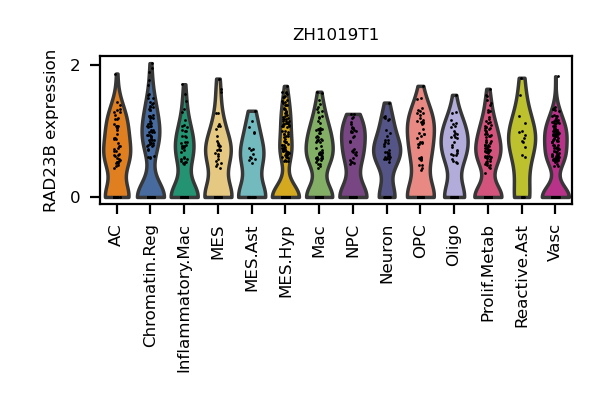 ZH1019T1
RAD23B expression
2
0
AC
Chromatin.Reg
Inflammatory.Mac
MES
MES.Ast
MES.Hyp
Mac
NPC
Neuron
OPC
Oligo
Prolif.Metab
Reactive.Ast
Vasc